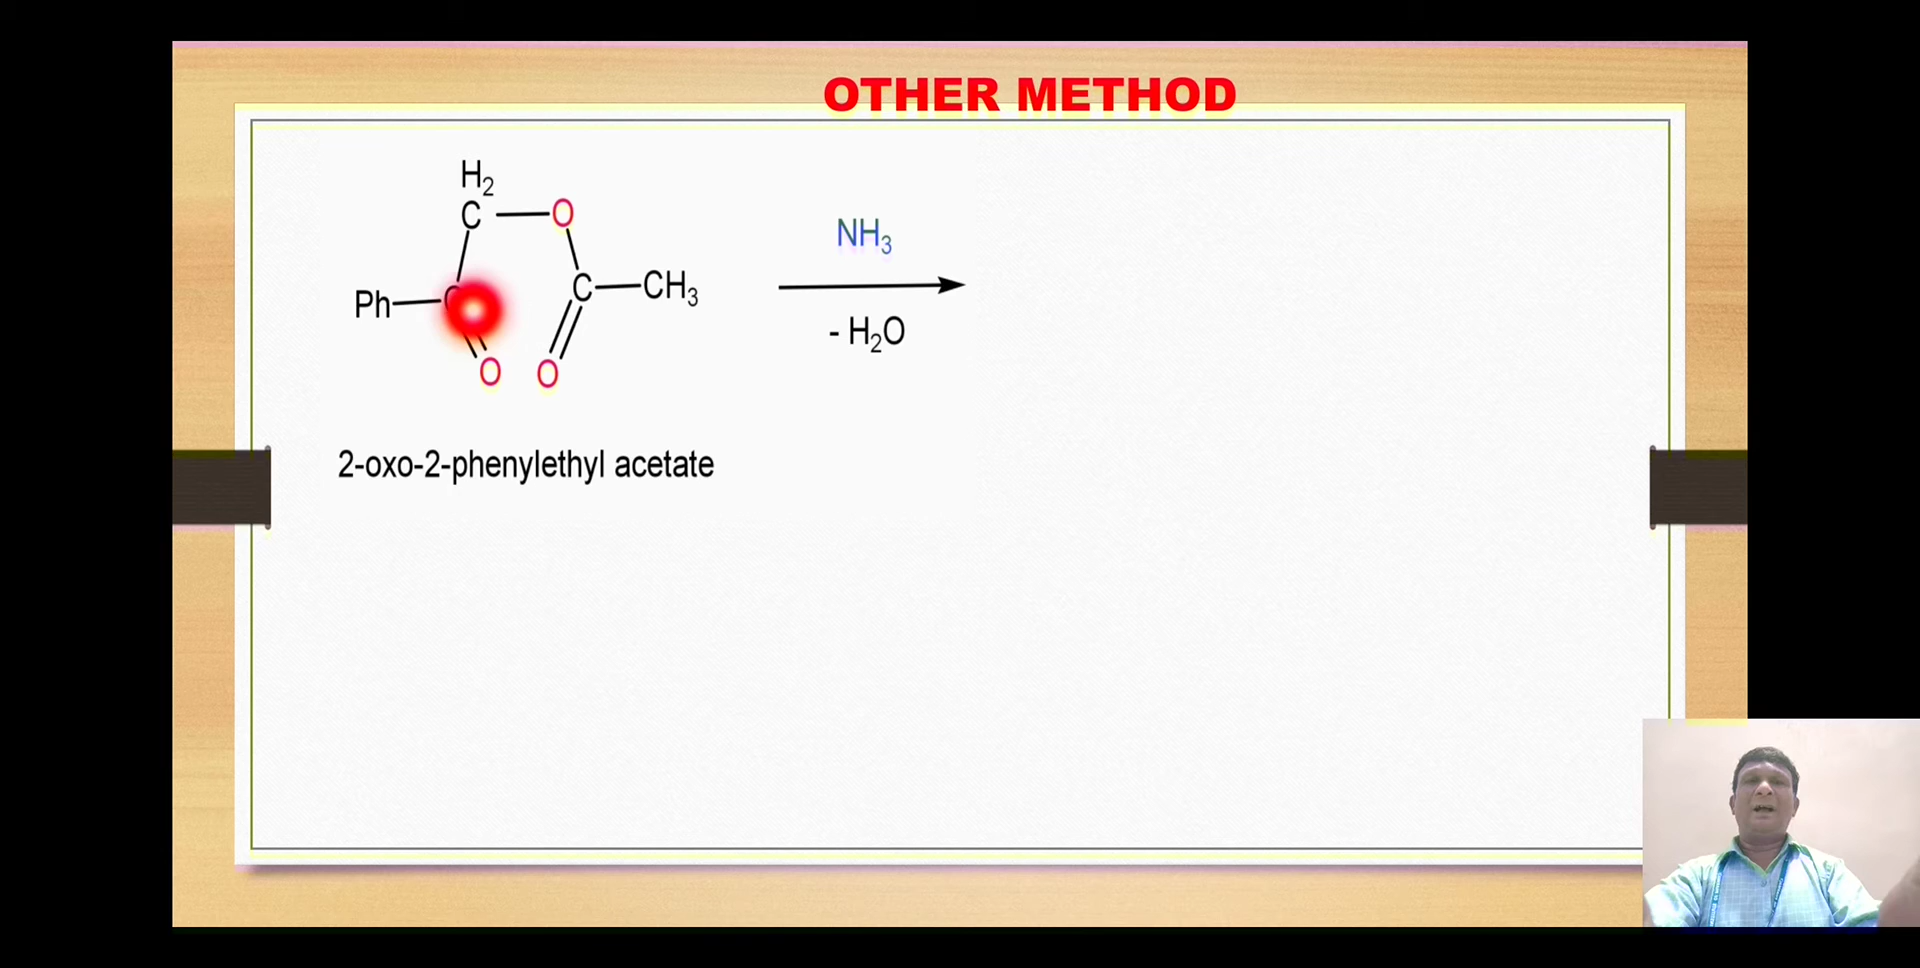 OTHER METHOD
H2
C O
Ph C C CH3
O O
NH3
- H2O
2-oxo-2-phenylethyl acetate